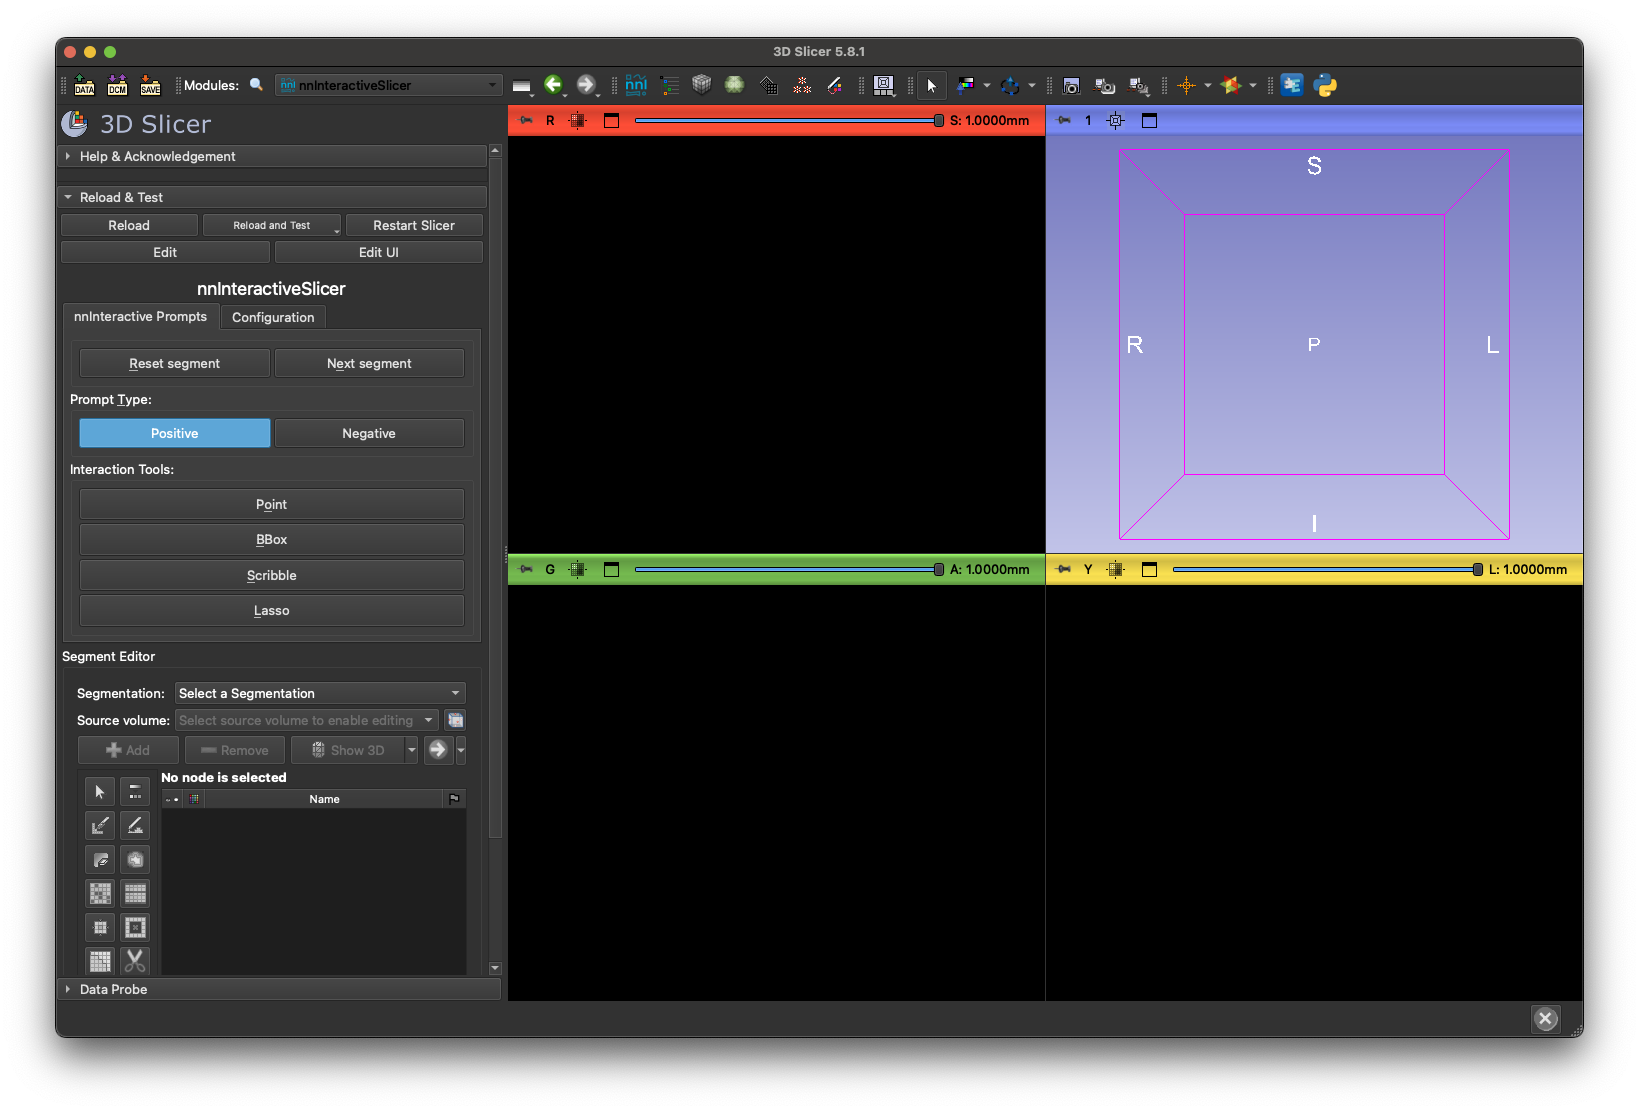 3D Slicer 5.8.1
DATA
DCM
SAVE
Modules:
nnInteractiveSlicer
3D Slicer
Help & Acknowledgement
Reload & Test
Reload
Reload and Test
Restart Slicer
Edit
Edit UI
nnInteractiveSlicer
nnInteractive Prompts
Configuration
Reset segment
Next segment
Prompt Type:
Positive
Negative
Interaction Tools:
Point
BBox
Scribble
Lasso
Segment Editor
Segmentation: Select a Segmentation
Source volume: Select source volume to enable editing
Add
Remove
Show 3D
No node is selected
Name
Data Probe
R
S: 1.0000mm
1
S
R
P
L
I
G
A: 1.0000mm
Y
L: 1.0000mm